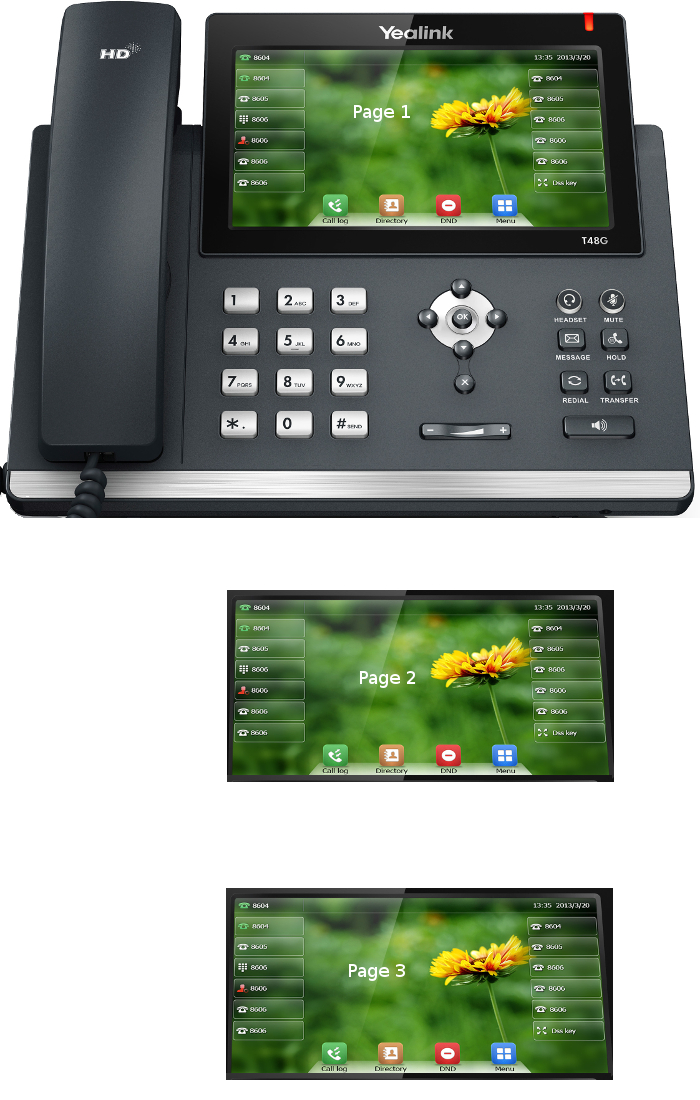 HD
Yealink
8604 13:35 2013/3/20
8604 8604
8605 8605
Page 1
8606 8606
8606 8606
8606 8606
8606 Dss key
Call log Directory DND Menu
T48G
1 2 ABC 3 DEF
4 GHI 5 JKL 6 MNO
7 PQRS 8 TUV 9 WXYZ
*. 0 # SEND
OK
HEADSET MUTE
MESSAGE HOLD
REDIAL TRANSFER
− +
8604 13:35 2013/3/20
8604 8604
8605 8605
8606 8606
Page 2
8606 8606
8606 8606
8606 Dss key
Call log Directory DND Menu
8604 13:35 2013/3/20
8604 8604
8605 8605
8606 8606
Page 3
8606 8606
8606 8606
8606 Dss key
Call log Directory DND Menu